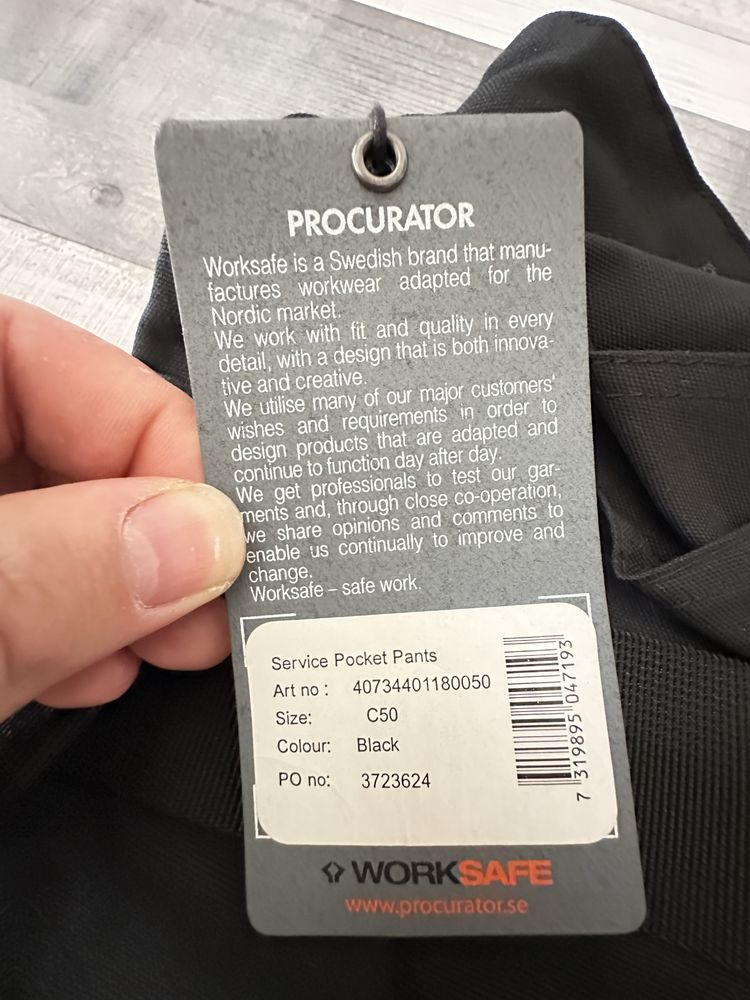 PROCURATOR
Worksafe is a Swedish brand that manu-
factures workwear adapted for the
Nordic market.
We work with fit and quality in every
detail, with a design that is both innova-
tive and creative.
We utilise many of our major customers'
wishes and requirements in order to
design products that are adapted and
continue to function day after day.
We get professionals to test our gar-
ments and, through close co-operation,
we share opinions and comments to
enable us continually to improve and
change.
Worksafe – safe work.
Service Pocket Pants
Art no : 40734401180050
Size: C50
Colour: Black
PO no: 3723624
7 319895 047193
WORKSAFE
www.procurator.se